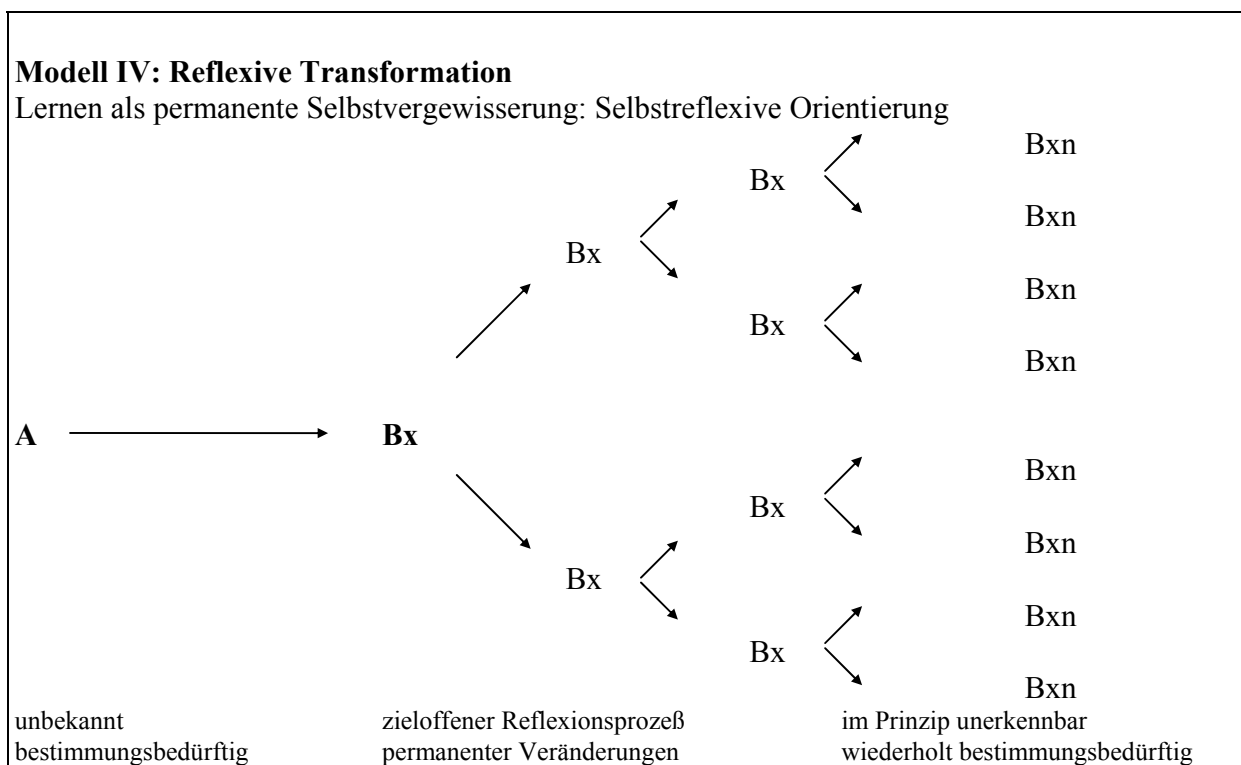 Modell IV: Reflexive Transformation
Lernen als permanente Selbstvergewisserung: Selbstreflexive Orientierung
Bxn
Bx
Bxn
Bx
Bxn
Bx
Bxn
A Bx
Bxn
Bx
Bxn
Bx
Bxn
Bx
Bxn
unbekannt zieloffener Reflexionsprozeß im Prinzip unerkennbar
bestimmungsbedürftig permanenter Veränderungen wiederholt bestimmungsbedürftig